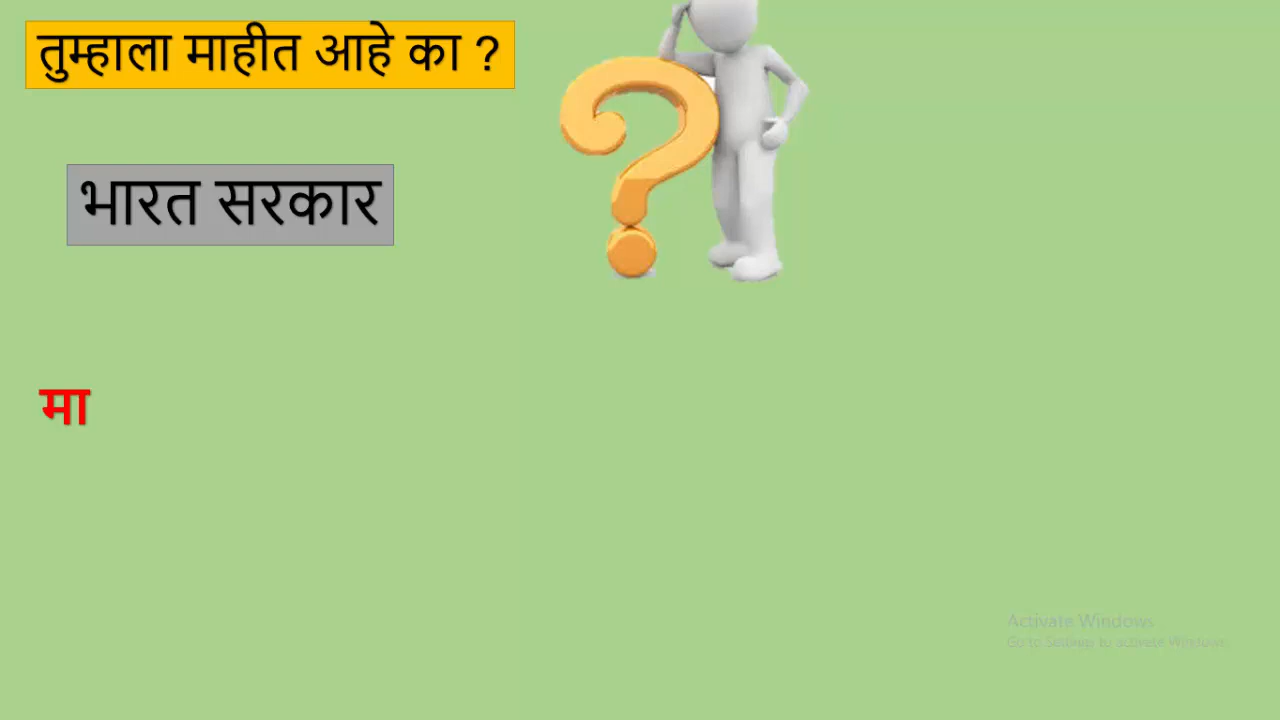 तुम्हाला माहीत आहे का ?
भारत सरकार
मा
Activate Windows
Go to Settings to activate Windows.